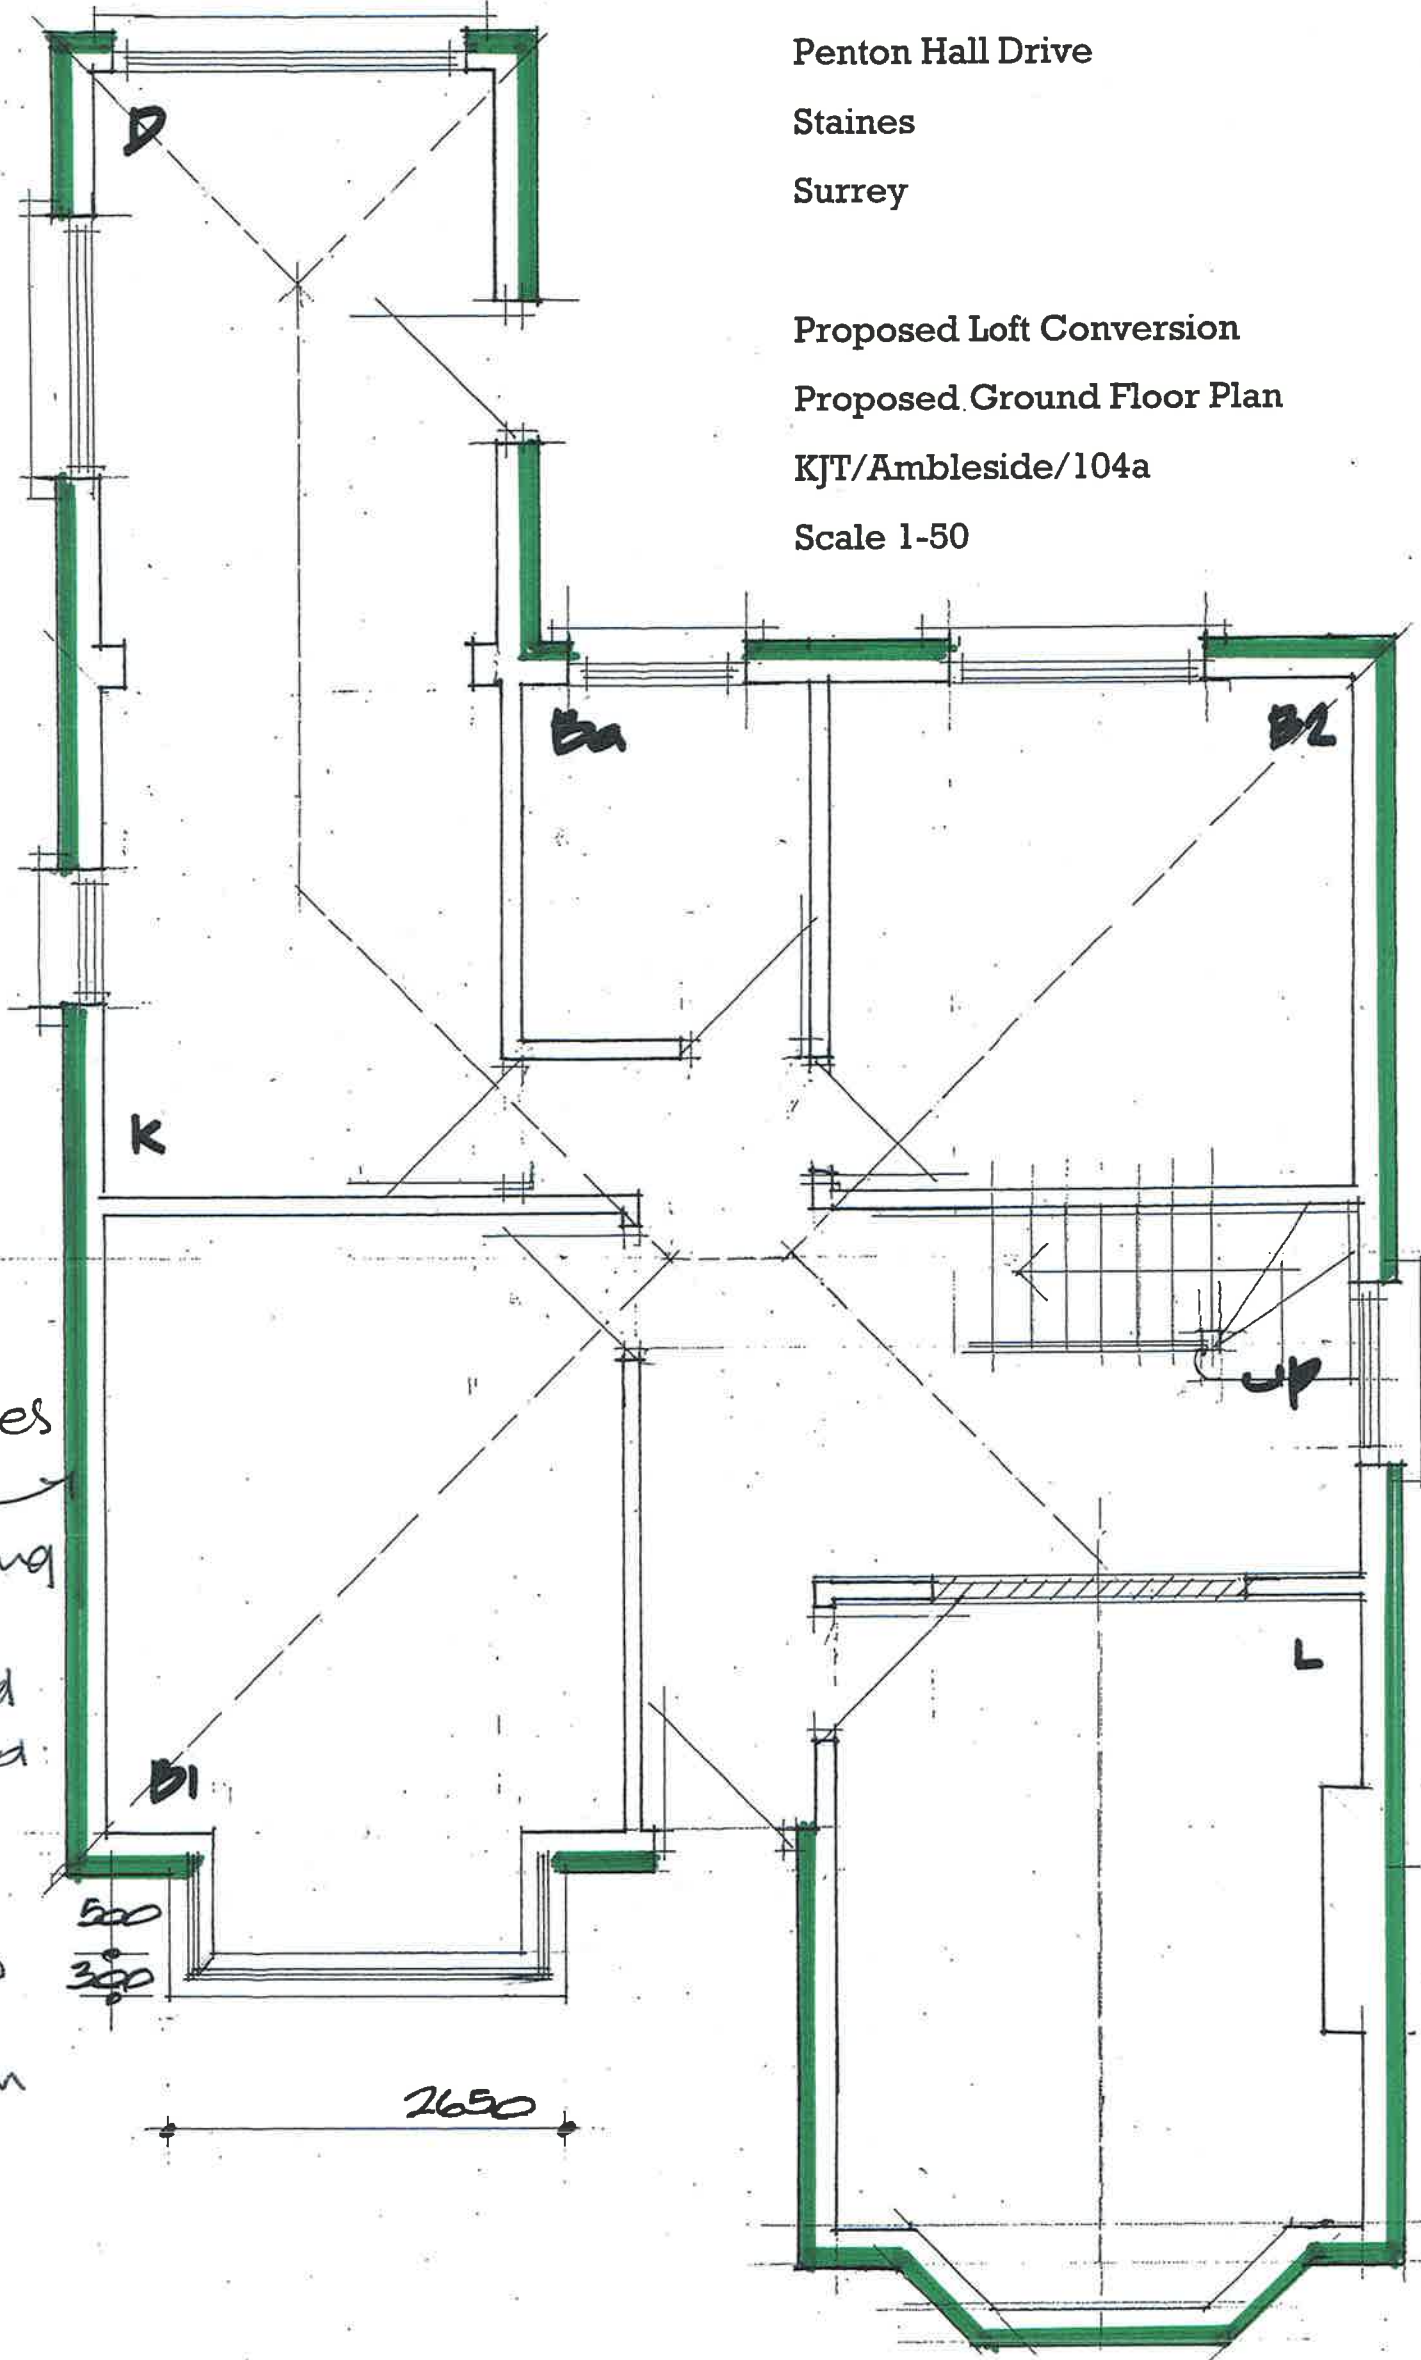 Penton Hall Drive
Staines
Surrey
Proposed Loft Conversion
Proposed Ground Floor Plan
KJT/Ambleside/104a
Scale 1-50
D
Ba
B2
K
up
L
B1
500
300
2650